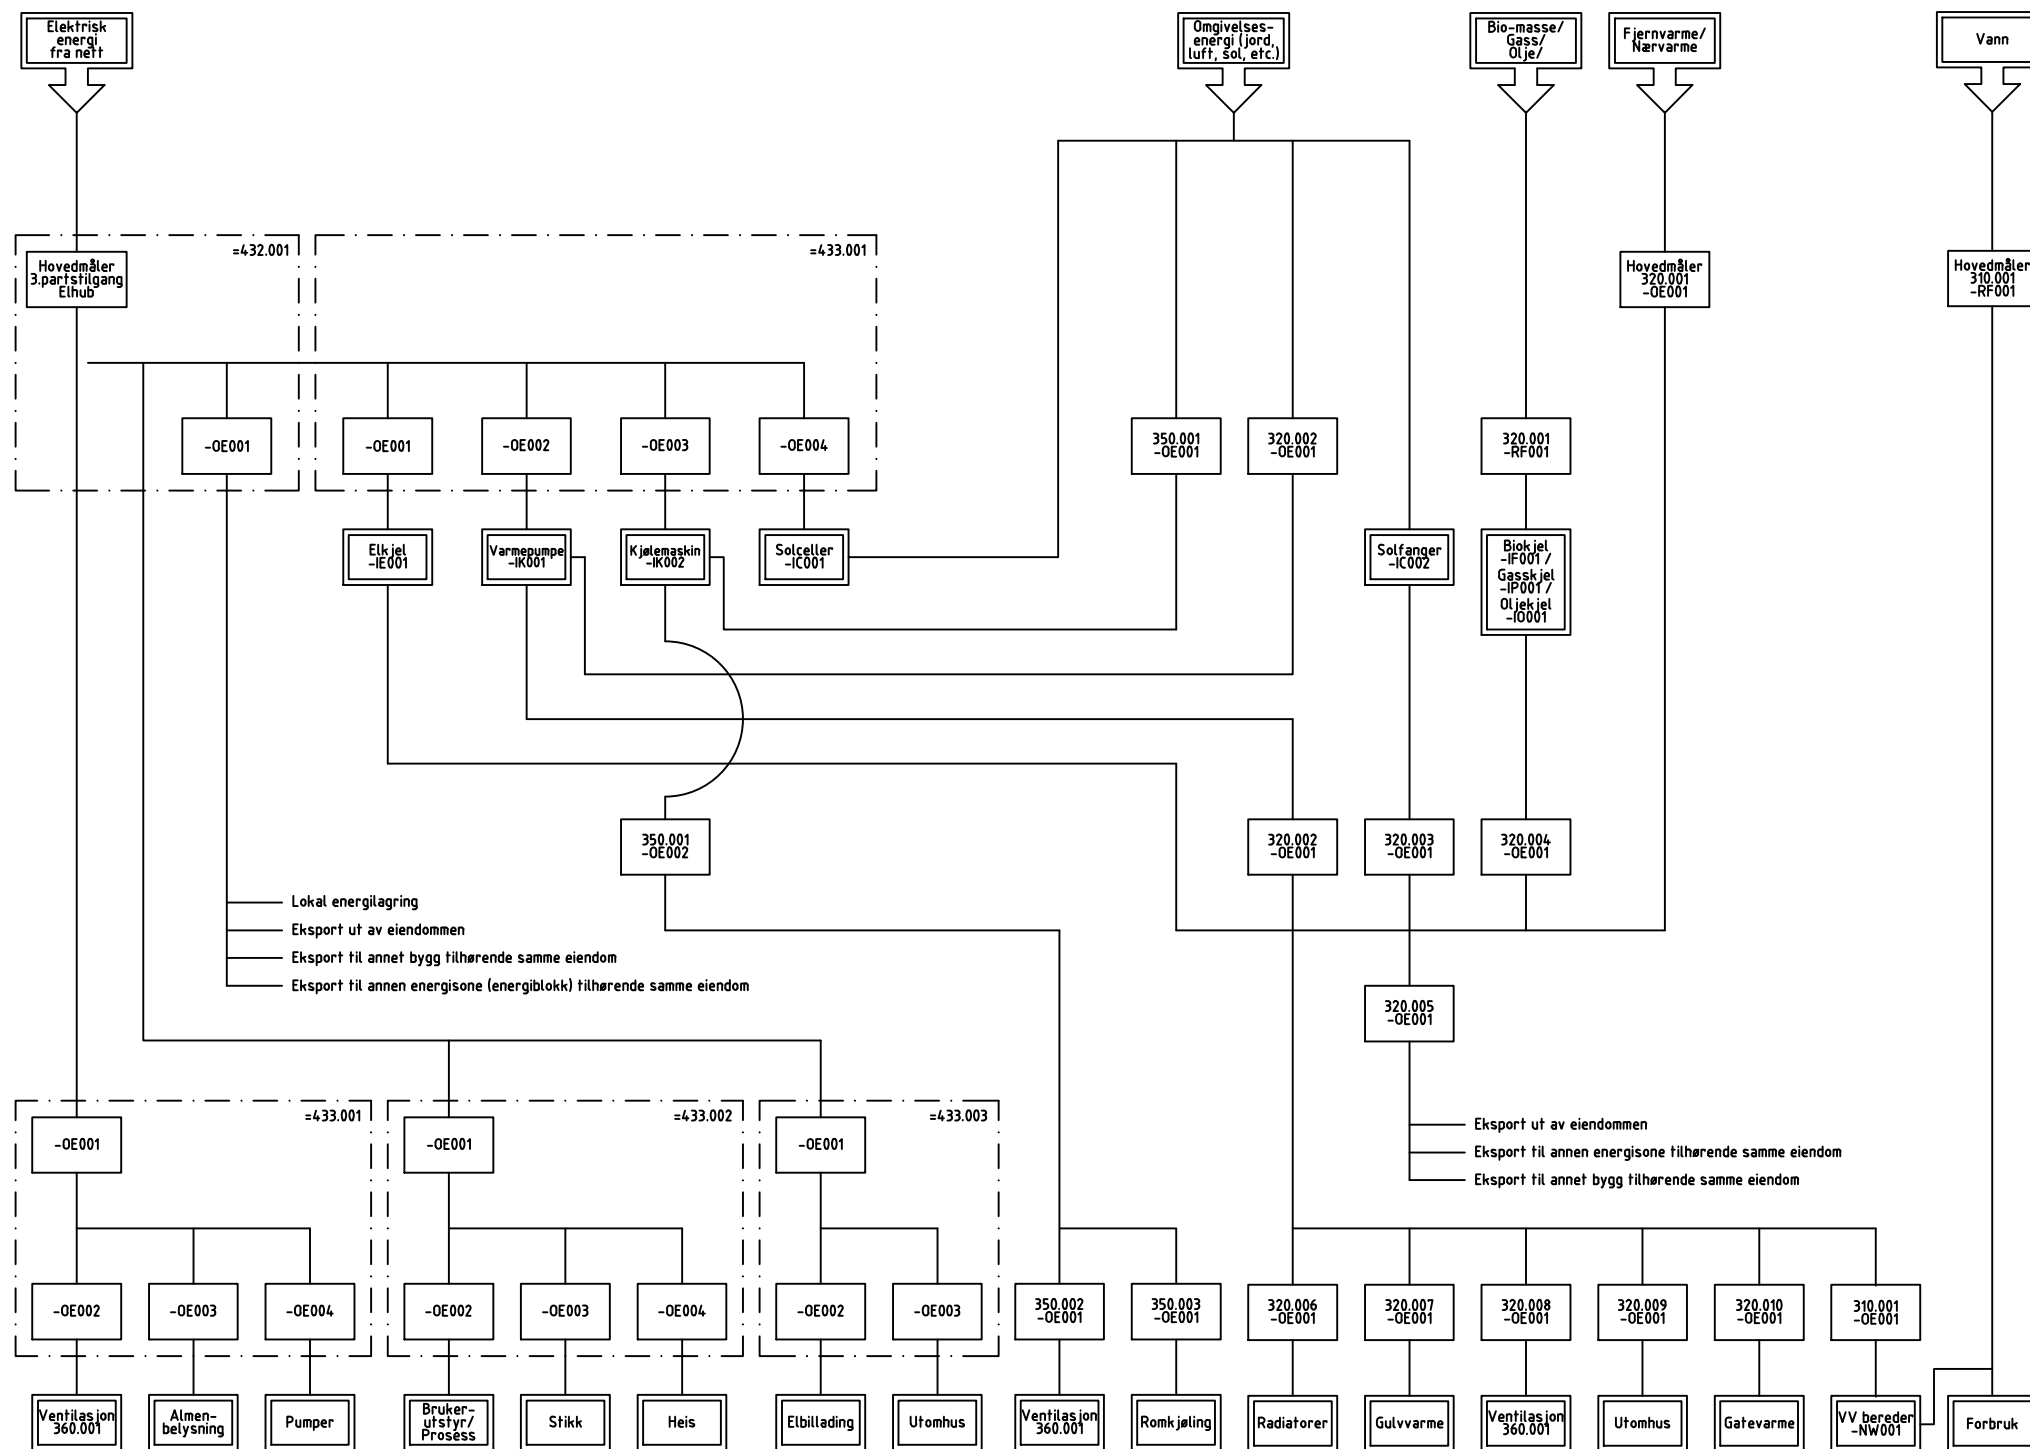 Elektrisk
energi
fra nett
Omgivelses-
energi (jord,
luft, sol, etc.)
Bio-masse/
Gass/
Olje/
Fjernvarme/
Nærvarme
Vann
=432.001
=433.001
Hovedmåler
3.partstilgang
Elhub
Hovedmåler
320.001
-OE001
Hovedmåler
310.001
-RF001
-OE001
-OE001
-OE002
-OE003
-OE004
350.001
-OE001
320.002
-OE001
320.001
-RF001
Elkjel
-IE001
Varmepumpe
-IK001
Kjølemaskin
-IK002
Solceller
-IC001
Solfanger
-IC002
Biokjel
-IF001 /
Gasskjel
-IP001 /
Oljekjel
-IO001
350.001
-OE002
320.002
-OE001
320.003
-OE001
320.004
-OE001
Lokal energilagring
Eksport ut av eiendommen
Eksport til annet bygg tilhørende samme eiendom
Eksport til annen energisone (energiblokk) tilhørende samme eiendom
320.005
-OE001
Eksport ut av eiendommen
Eksport til annen energisone tilhørende samme eiendom
Eksport til annet bygg tilhørende samme eiendom
=433.001
=433.002
=433.003
-OE001
-OE001
-OE001
-OE002
-OE003
-OE004
-OE002
-OE003
-OE004
-OE002
-OE003
350.002
-OE001
350.003
-OE001
320.006
-OE001
320.007
-OE001
320.008
-OE001
320.009
-OE001
320.010
-OE001
310.001
-OE001
Ventilasjon
360.001
Almen-
belysning
Pumper
Bruker-
utstyr/
Prosess
Stikk
Heis
Elbillading
Utomhus
Ventilasjon
360.001
Romkjøling
Radiatorer
Gulvvarme
Ventilasjon
360.001
Utomhus
Gatevarme
VV bereder
-NW001
Forbruk